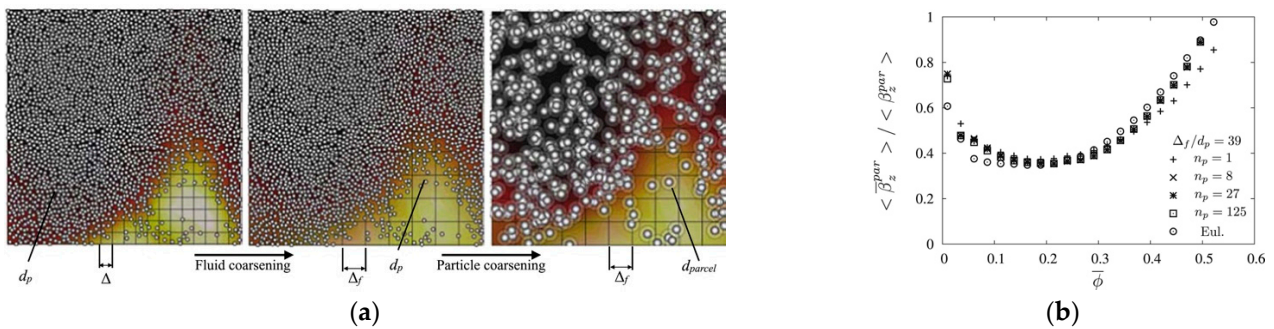 d_p
Δ
Fluid coarsening
Δ_f
d_p
Particle coarsening
Δ_f
d_parcel
(a)
< \overline{β}_z^{par} > / < β_z^{par} >
1
0.8
0.6
0.4
0.2
0
0 0.1 0.2 0.3 0.4 0.5 0.6
\overline{ϕ}
Δ_f/d_p = 39
n_p = 1 +
n_p = 8 ×
n_p = 27 ∗
n_p = 125 ⊡
Eul. ⊙
(b)